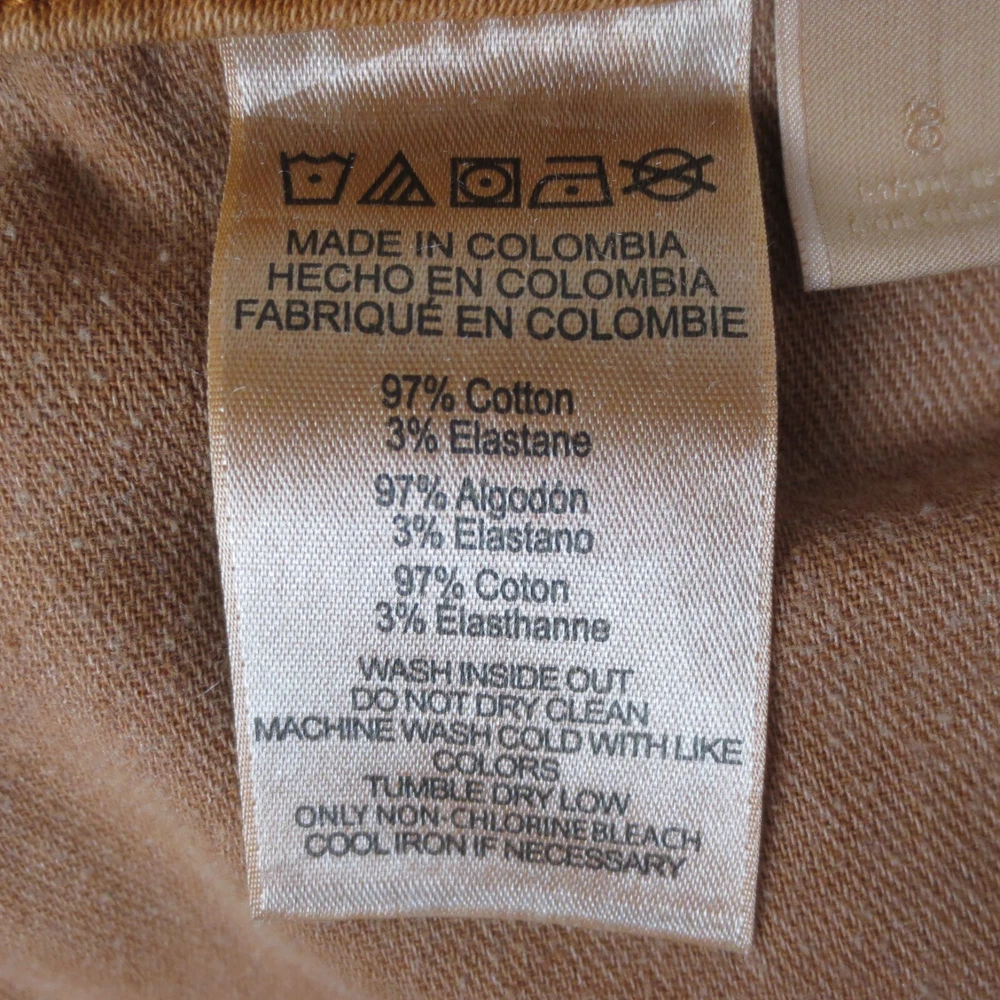 MADE IN COLOMBIA
HECHO EN COLOMBIA
FABRIQUÉ EN COLOMBIE
97% Cotton
3% Elastane
97% Algodón
3% Elastano
97% Coton
3% Elasthanne
WASH INSIDE OUT
DO NOT DRY CLEAN
MACHINE WASH COLD WITH LIKE
COLORS
TUMBLE DRY LOW
ONLY NON-CHLORINE BLEACH
COOL IRON IF NECESSARY
8